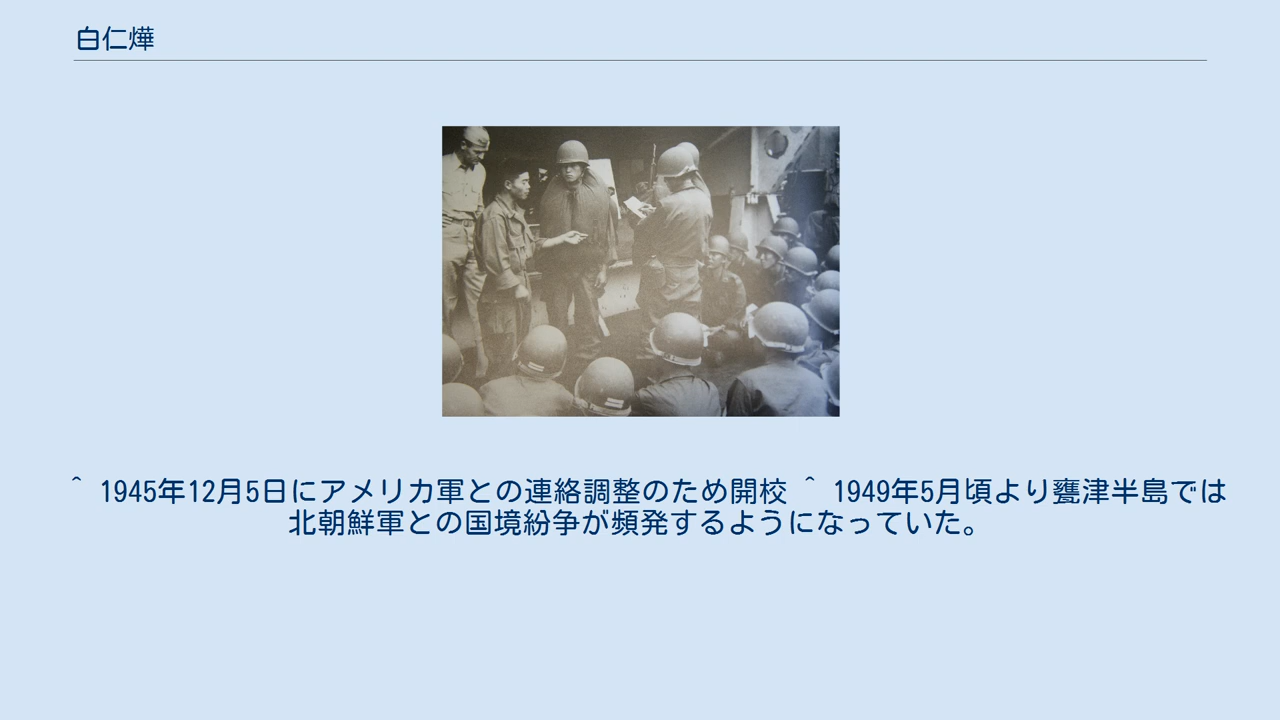 白仁燁
^ 1945年12月5日にアメリカ軍との連絡調整のため開校 ^ 1949年5月頃より甕津半島では
北朝鮮軍との国境紛争が頻発するようになっていた。